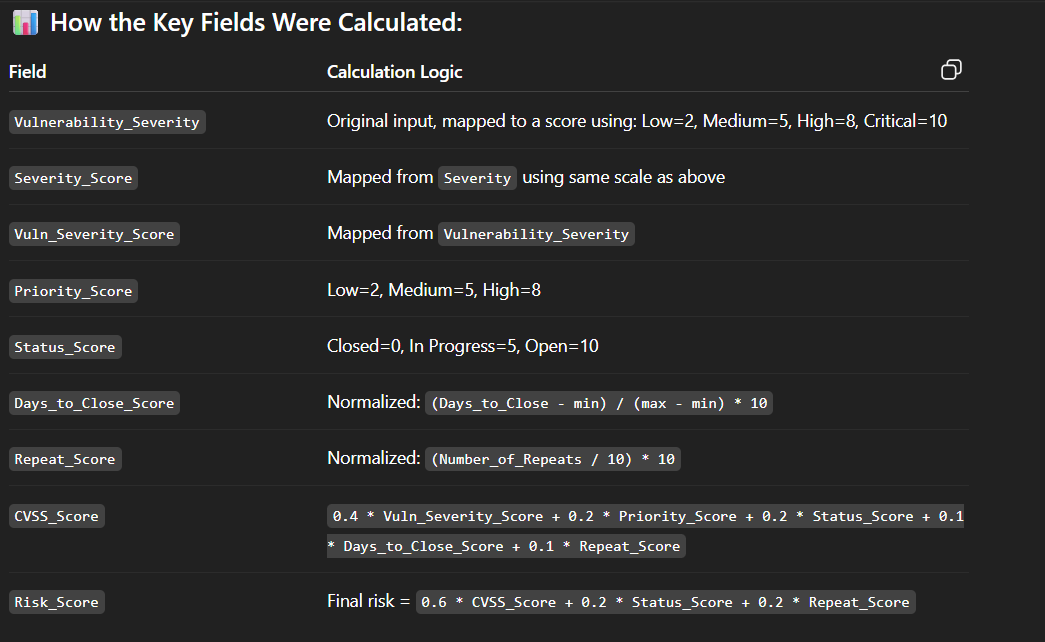 How the Key Fields Were Calculated:
Field Calculation Logic
Vulnerability_Severity Original input, mapped to a score using: Low=2, Medium=5, High=8, Critical=10
Severity_Score Mapped from Severity using same scale as above
Vuln_Severity_Score Mapped from Vulnerability_Severity
Priority_Score Low=2, Medium=5, High=8
Status_Score Closed=0, In Progress=5, Open=10
Days_to_Close_Score Normalized: (Days_to_Close - min) / (max - min) * 10
Repeat_Score Normalized: (Number_of_Repeats / 10) * 10
CVSS_Score 0.4 * Vuln_Severity_Score + 0.2 * Priority_Score + 0.2 * Status_Score + 0.1
* Days_to_Close_Score + 0.1 * Repeat_Score
Risk_Score Final risk = 0.6 * CVSS_Score + 0.2 * Status_Score + 0.2 * Repeat_Score